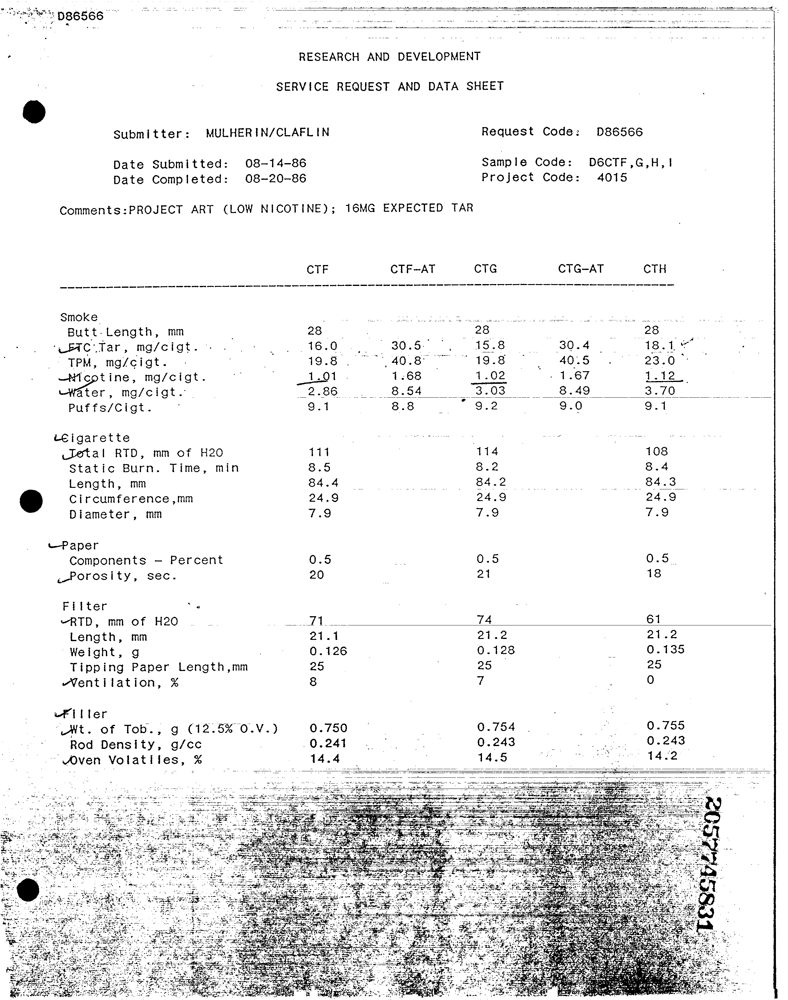 D86566
RESEARCH AND DEVELOPMENT
SERVICE REQUEST AND DATA SHEET
Submitter: MULHERIN/CLAFLIN Request Code: D86566
Date Submitted: 08-14-86 Sample Code: D6CTF,G,H,I
Date Completed: 08-20-86 Project Code: 4015
Comments:PROJECT ART (LOW NICOTINE); 16MG EXPECTED TAR
CTF CTF-AT CTG CTG-AT CTH
Smoke
Butt Length, mm 28 28 28
FTC Tar, mg/cigt. 16.0 30.5 15.8 30.4 18.1
TPM, mg/cigt. 19.8 40.8 19.8 40.5 23.0
Nicotine, mg/cigt. 1.01 1.68 1.02 1.67 1.12
Water, mg/cigt. 2.86 8.54 3.03 8.49 3.70
Puffs/Cigt. 9.1 8.8 9.2 9.0 9.1
Cigarette
Total RTD, mm of H2O 111 114 108
Static Burn. Time, min 8.5 8.2 8.4
Length, mm 84.4 84.2 84.3
Circumference,mm 24.9 24.9 24.9
Diameter, mm 7.9 7.9 7.9
Paper
Components - Percent 0.5 0.5 0.5
Porosity, sec. 20 21 18
Filter
RTD, mm of H2O 71 74 61
Length, mm 21.1 21.2 21.2
Weight, g 0.126 0.128 0.135
Tipping Paper Length,mm 25 25 25
Ventilation, % 8 7 0
Filler
Wt. of Tob., g (12.5% O.V.) 0.750 0.754 0.755
Rod Density, g/cc 0.241 0.243 0.243
Oven Volatiles, % 14.4 14.5 14.2
2057745831